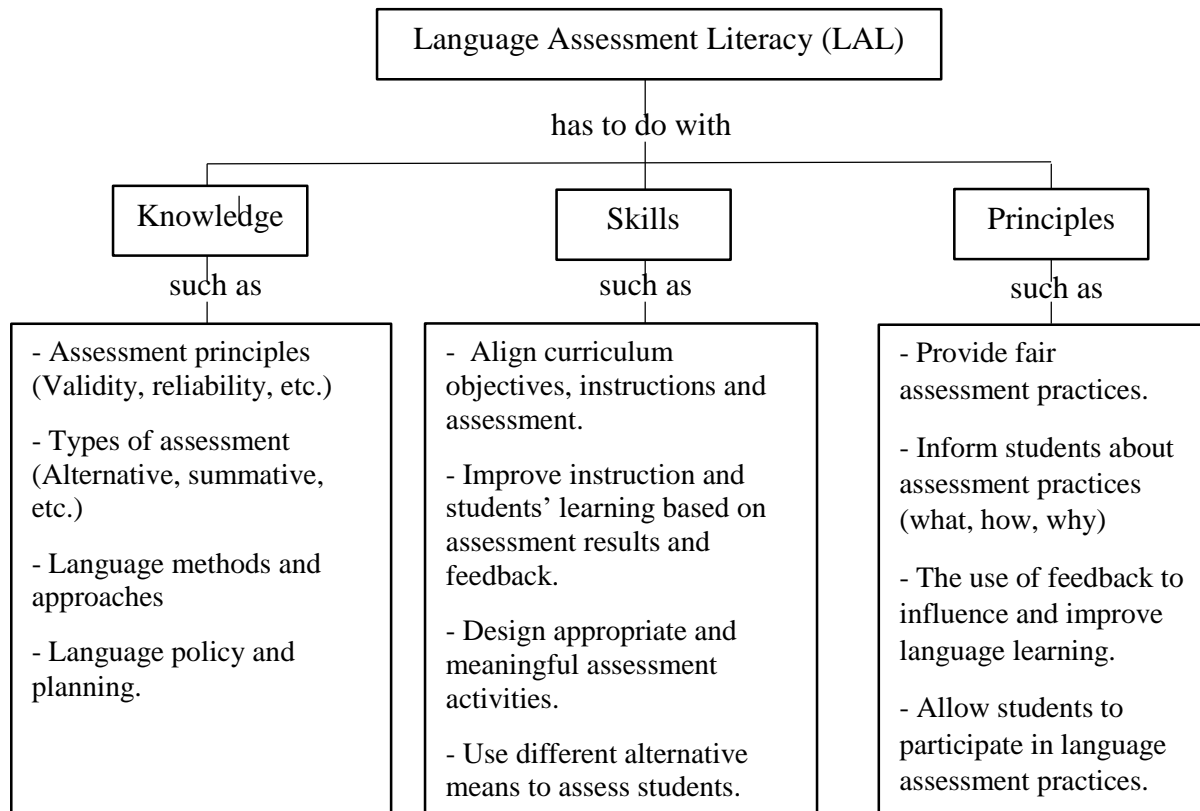 Language Assessment Literacy (LAL)
has to do with
Knowledge
Skills
Principles
such as
such as
such as
- Assessment principles
(Validity, reliability, etc.)
- Types of assessment
(Alternative, summative,
etc.)
- Language methods and
approaches
- Language policy and
planning.
- Align curriculum
objectives, instructions and
assessment.
- Improve instruction and
students’ learning based on
assessment results and
feedback.
- Design appropriate and
meaningful assessment
activities.
- Use different alternative
means to assess students.
- Provide fair
assessment practices.
- Inform students about
assessment practices
(what, how, why)
- The use of feedback to
influence and improve
language learning.
- Allow students to
participate in language
assessment practices.